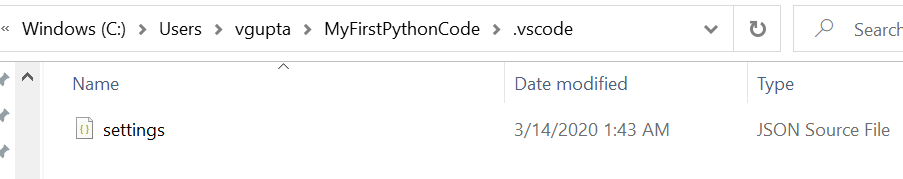 « Windows (C:) > Users > vgupta > MyFirstPythonCode > .vscode Search
Name Date modified Type
{} settings 3/14/2020 1:43 AM JSON Source File